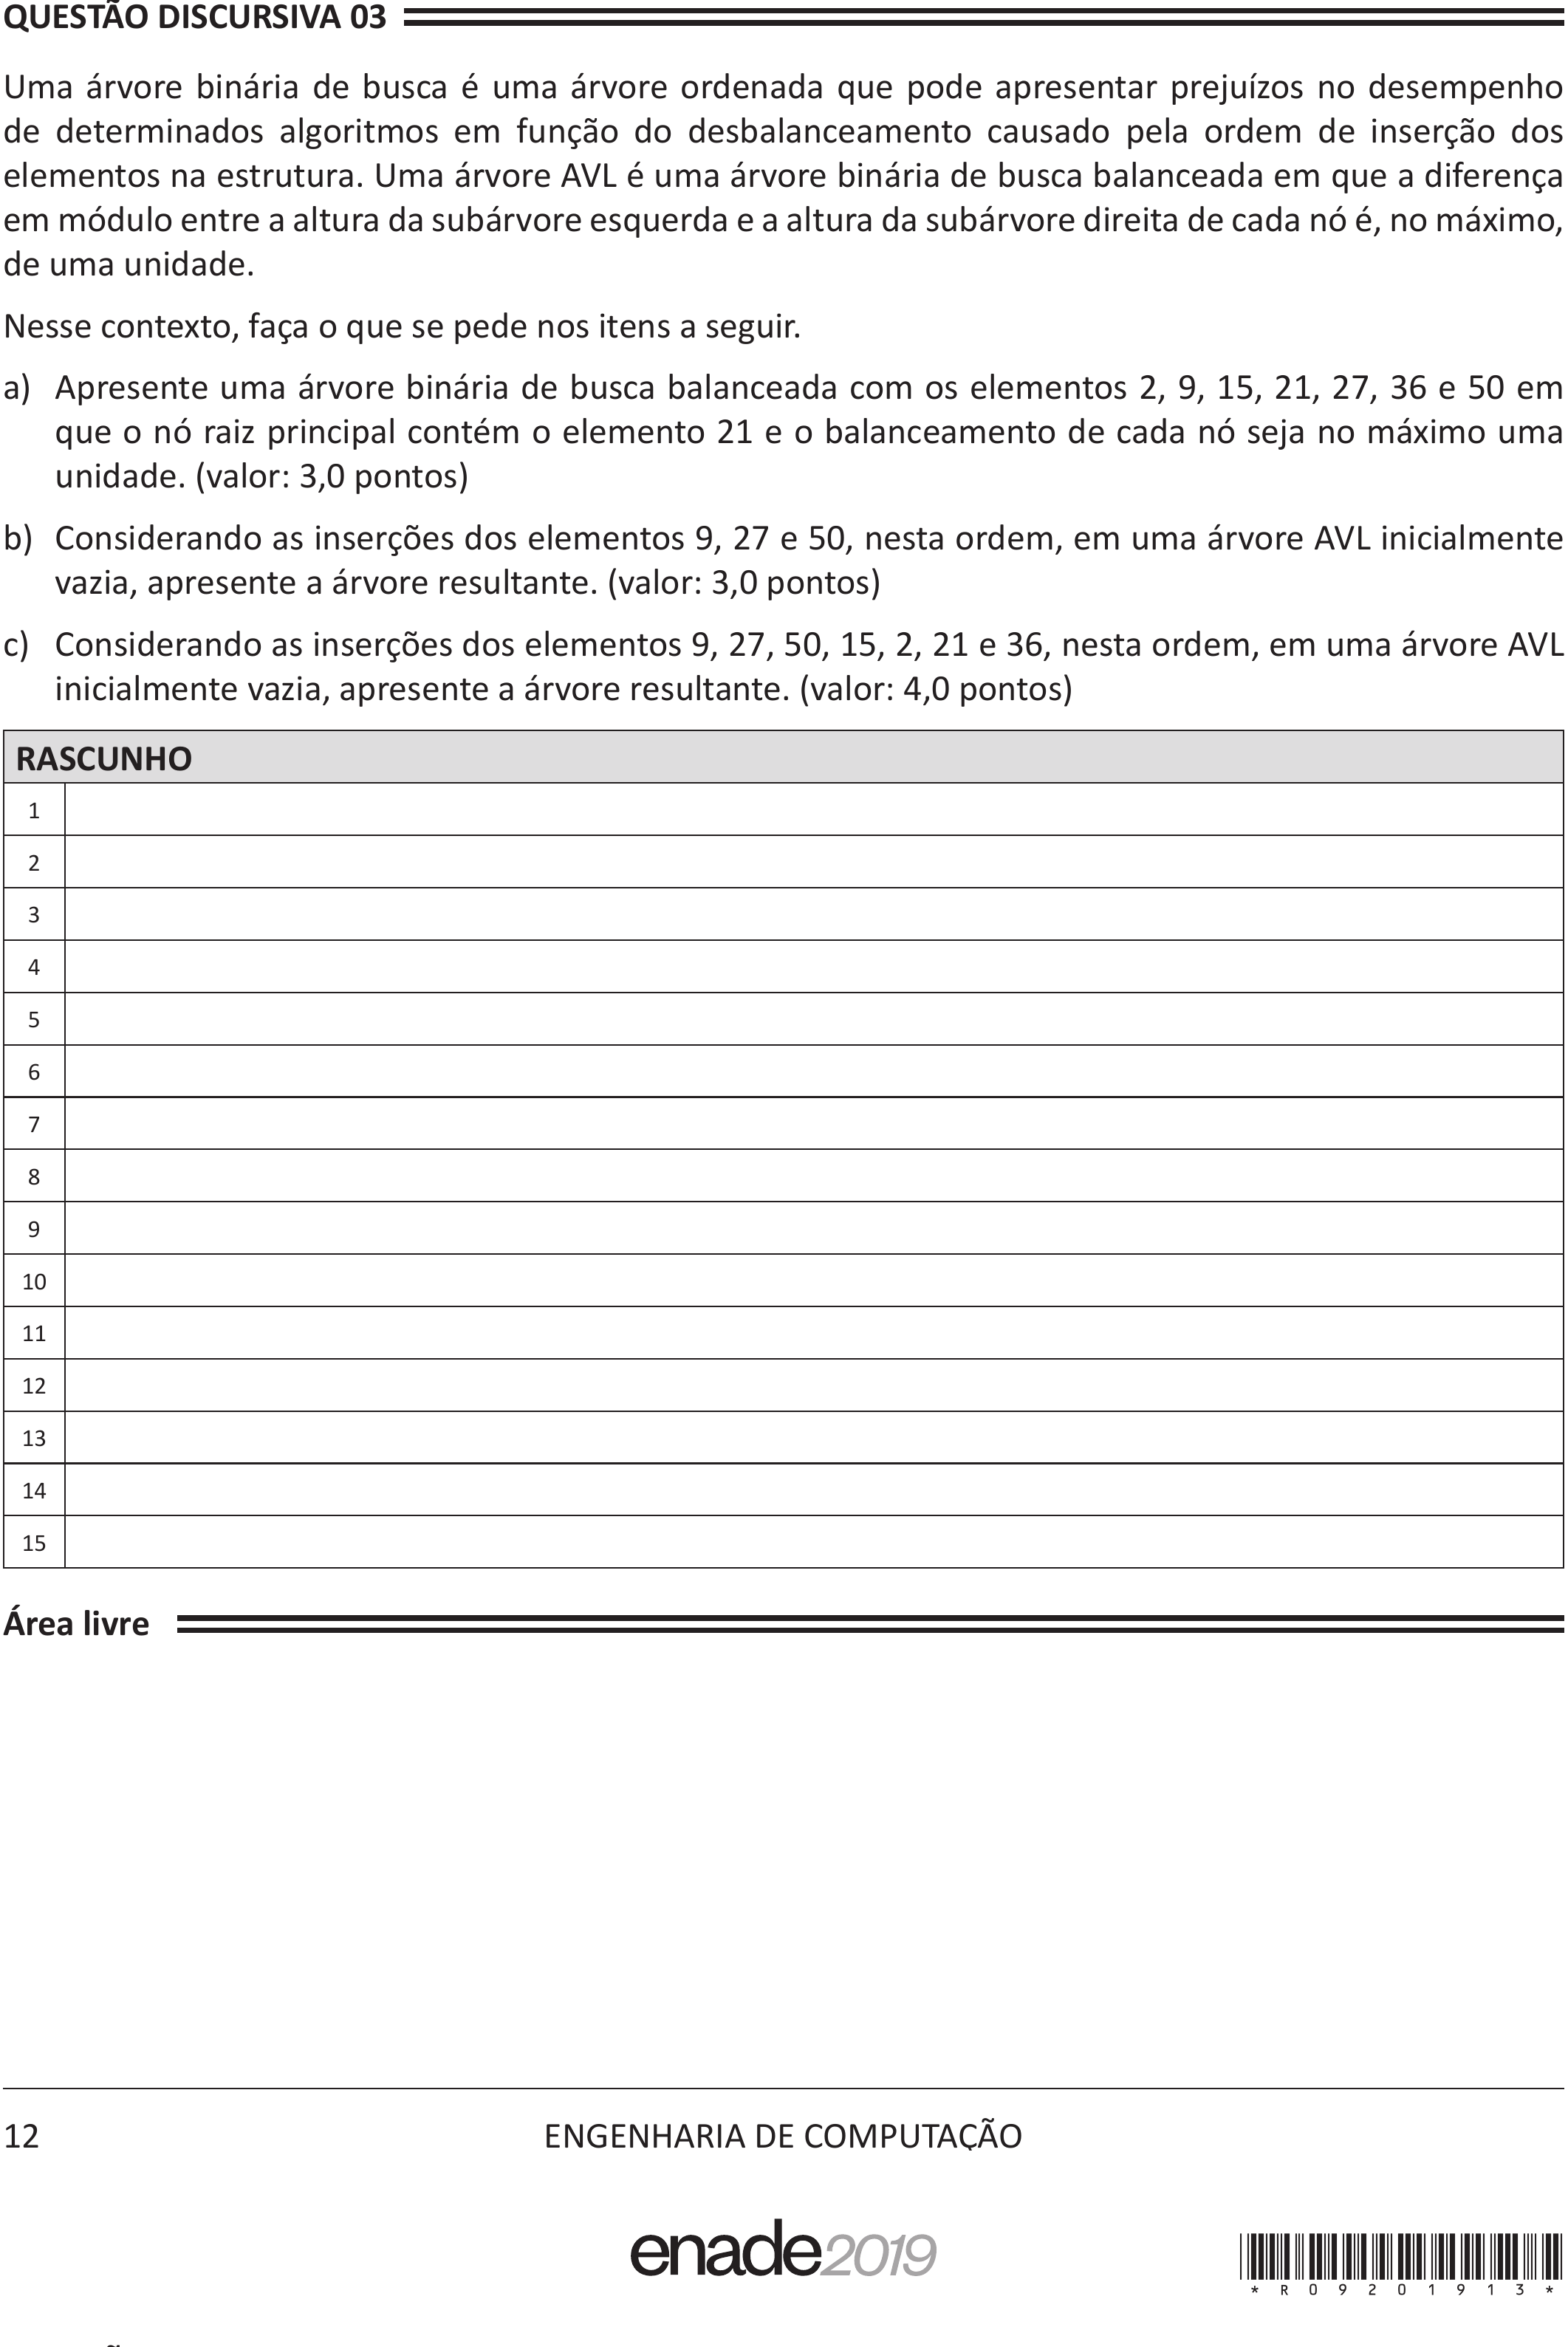 QUESTÃO DISCURSIVA 03
Uma árvore binária de busca é uma árvore ordenada que pode apresentar prejuízos no desempenho
de determinados algoritmos em função do desbalanceamento causado pela ordem de inserção dos
elementos na estrutura. Uma árvore AVL é uma árvore binária de busca balanceada em que a diferença
em módulo entre a altura da subárvore esquerda e a altura da subárvore direita de cada nó é, no máximo,
de uma unidade.
Nesse contexto, faça o que se pede nos itens a seguir.
a) Apresente uma árvore binária de busca balanceada com os elementos 2, 9, 15, 21, 27, 36 e 50 em
que o nó raiz principal contém o elemento 21 e o balanceamento de cada nó seja no máximo uma
unidade. (valor: 3,0 pontos)
b) Considerando as inserções dos elementos 9, 27 e 50, nesta ordem, em uma árvore AVL inicialmente
vazia, apresente a árvore resultante. (valor: 3,0 pontos)
c) Considerando as inserções dos elementos 9, 27, 50, 15, 2, 21 e 36, nesta ordem, em uma árvore AVL
inicialmente vazia, apresente a árvore resultante. (valor: 4,0 pontos)
RASCUNHO
1
2
3
4
5
6
7
8
9
10
11
12
13
14
15
Área livre
12
ENGENHARIA DE COMPUTAÇÃO
enade2019
*R09201913*